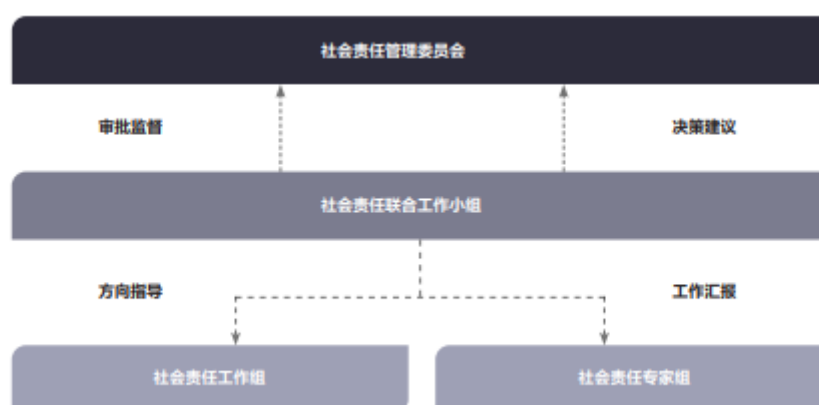 社会责任管理委员会
审批监督
决策建议
社会责任联合工作小组
方向指导
工作汇报
社会责任工作组
社会责任专家组